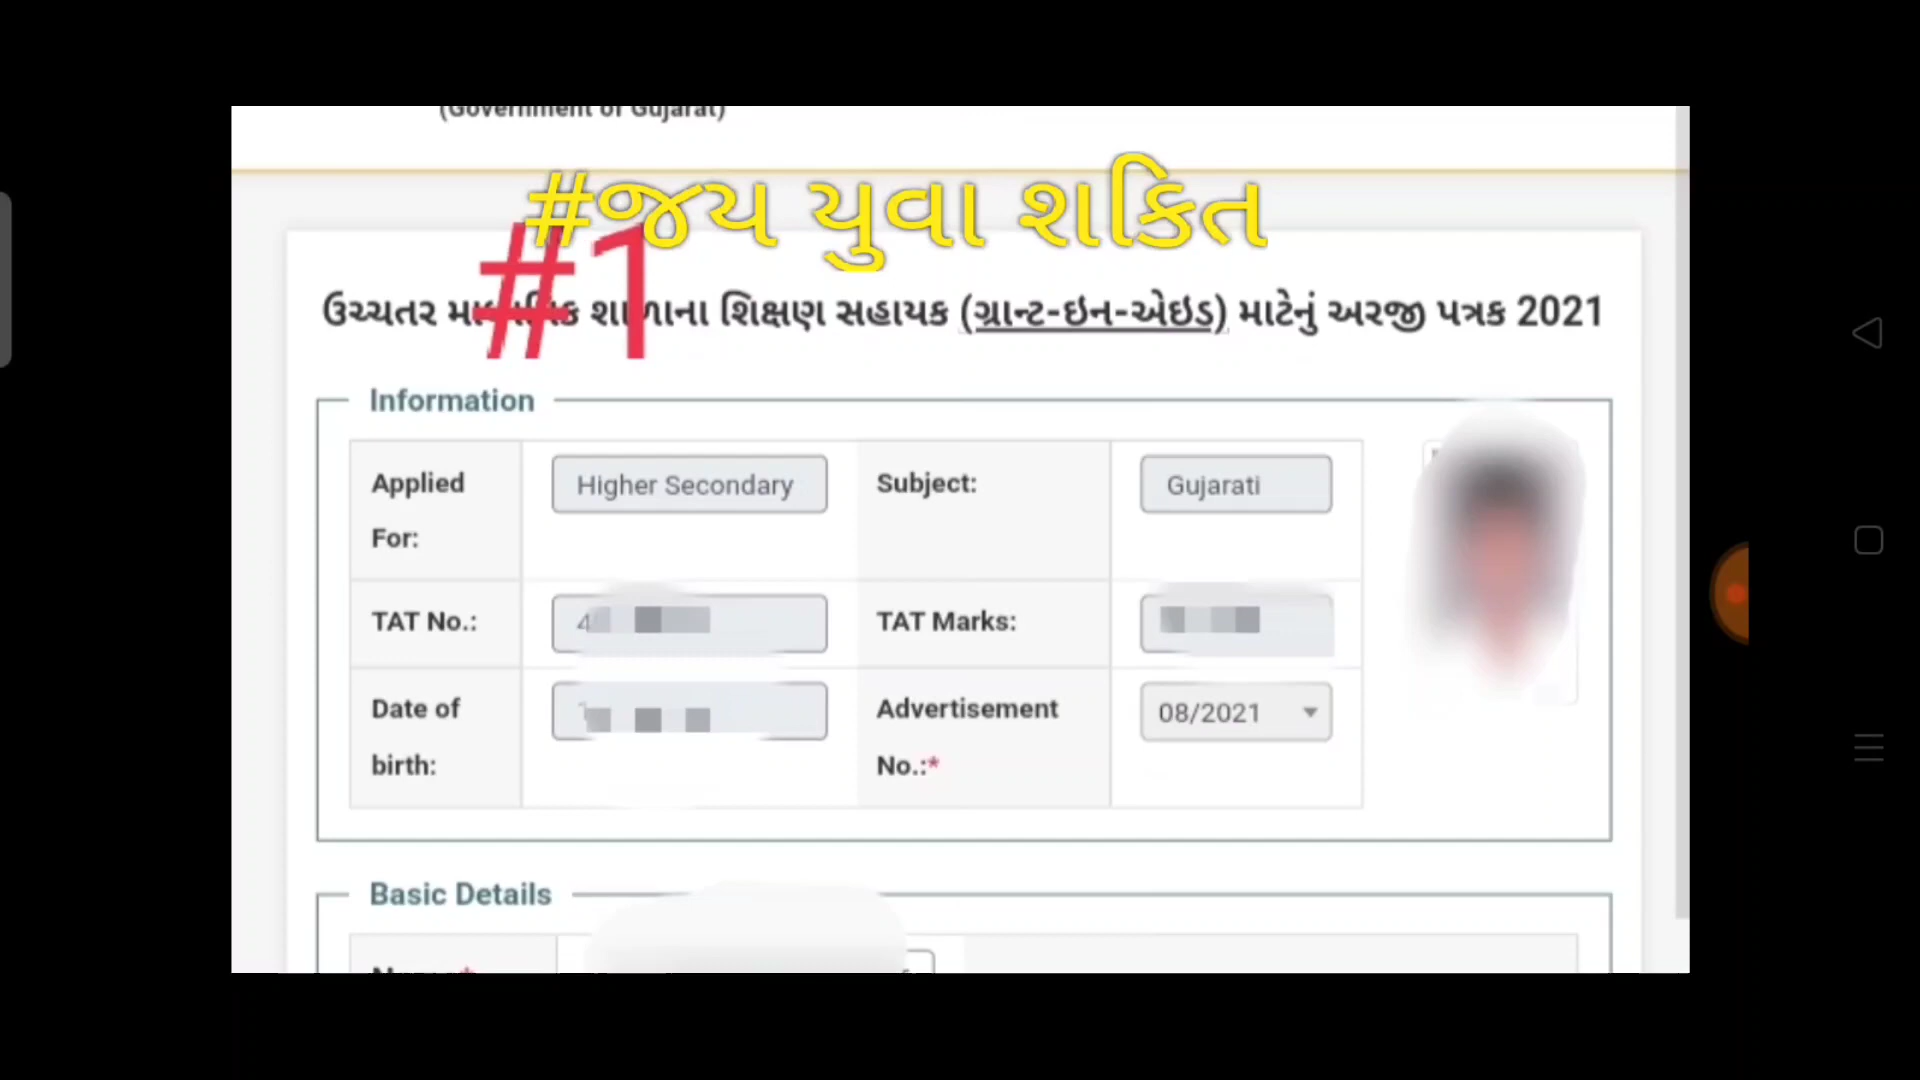 (Government of Gujarat)
#જય યુવા શકિત
#1
ઉચ્ચતર માધ્યમિક શાળાના શિક્ષણ સહાયક (ગ્રાન્ટ-ઇન-એઇડ) માટેનું અરજી પત્રક 2021
Information
Applied For:
Higher Secondary
Subject:
Gujarati
TAT No.:
TAT Marks:
Date of birth:
Advertisement No.:*
08/2021
Basic Details